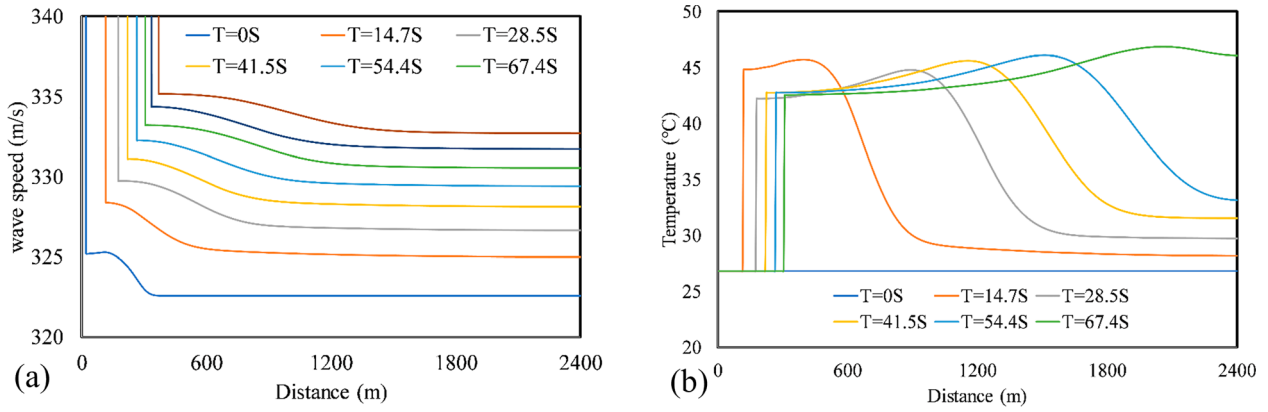 340
335
330
325
320
wave speed (m/s)
T=0S T=14.7S T=28.5S
T=41.5S T=54.4S T=67.4S
0 600 1200 1800 2400
Distance (m)
(a)
50
45
40
35
30
25
20
Temperature (℃)
T=0S T=14.7S T=28.5S
T=41.5S T=54.4S T=67.4S
0 600 1200 1800 2400
Distance (m)
(b)